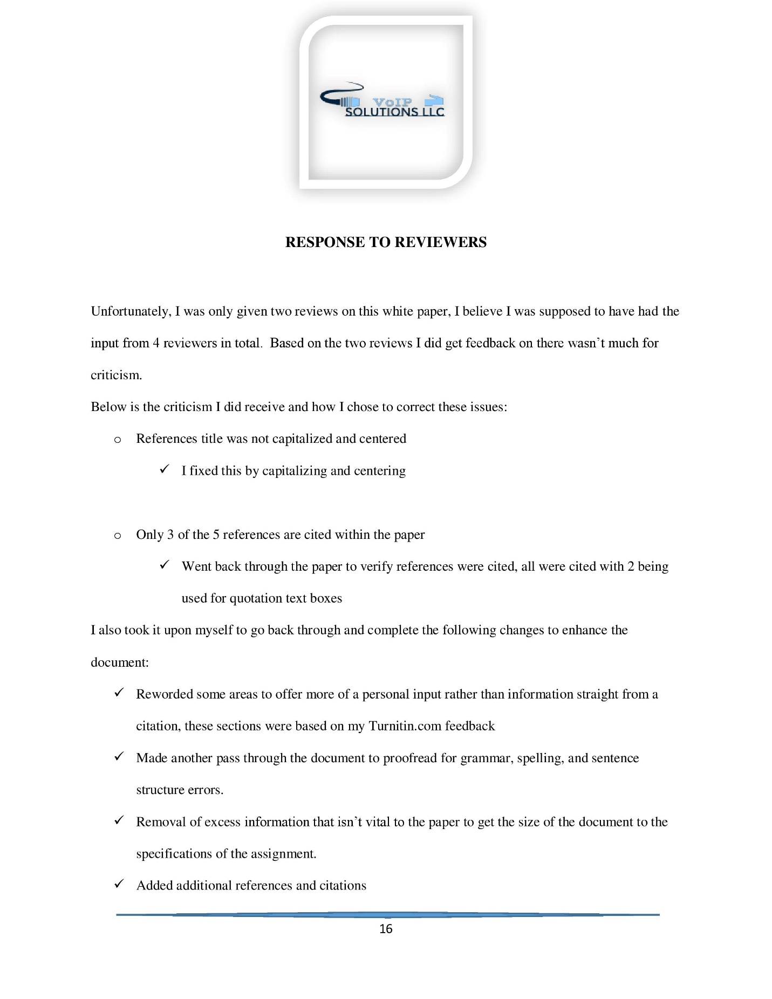 VoIP
SOLUTIONS LLC
RESPONSE TO REVIEWERS
Unfortunately, I was only given two reviews on this white paper, I believe I was supposed to have had the
input from 4 reviewers in total.  Based on the two reviews I did get feedback on there wasn’t much for
criticism.
Below is the criticism I did receive and how I chose to correct these issues:
o References title was not capitalized and centered
✓ I fixed this by capitalizing and centering
o Only 3 of the 5 references are cited within the paper
✓ Went back through the paper to verify references were cited, all were cited with 2 being
used for quotation text boxes
I also took it upon myself to go back through and complete the following changes to enhance the
document:
✓ Reworded some areas to offer more of a personal input rather than information straight from a
citation, these sections were based on my Turnitin.com feedback
✓ Made another pass through the document to proofread for grammar, spelling, and sentence
structure errors.
✓ Removal of excess information that isn’t vital to the paper to get the size of the document to the
specifications of the assignment.
✓ Added additional references and citations
16